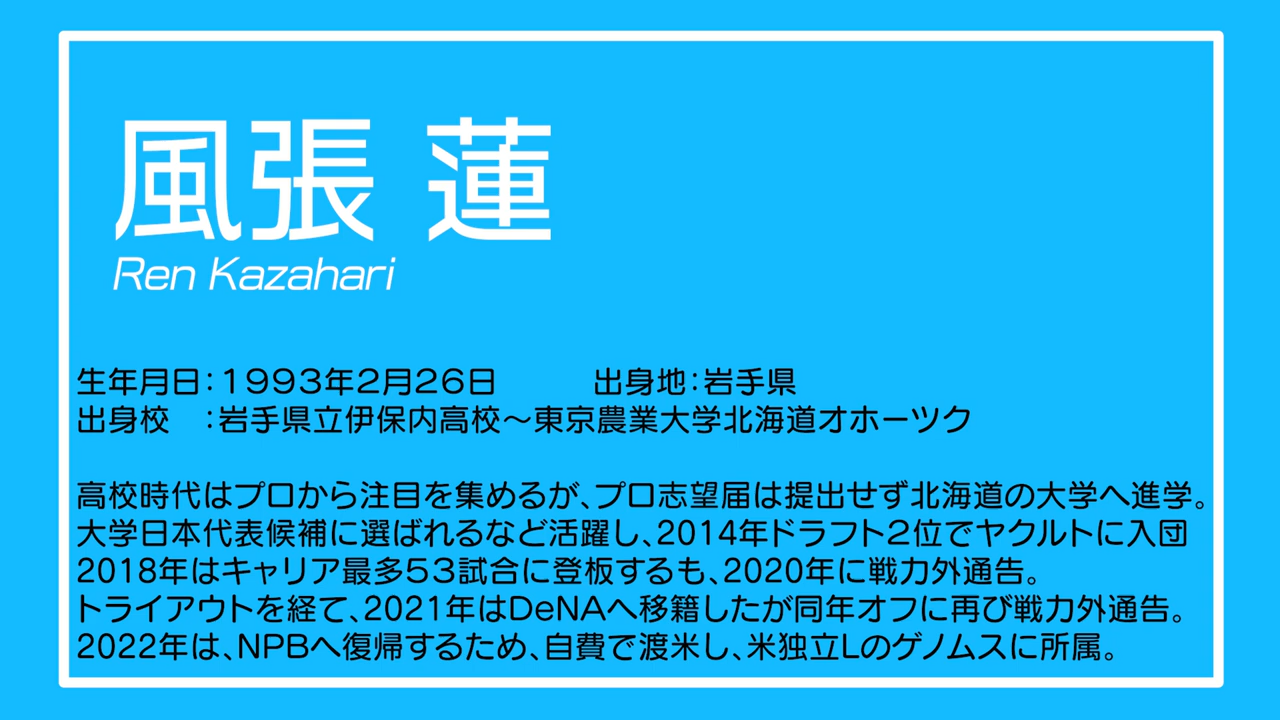 風張 蓮
Ren Kazahari
生年月日：1993年2月26日　　　出身地：岩手県
出身校　：岩手県立伊保内高校～東京農業大学北海道オホーツク
高校時代はプロから注目を集めるが、プロ志望届は提出せず北海道の大学へ進学。
大学日本代表候補に選ばれるなど活躍し、2014年ドラフト2位でヤクルトに入団
2018年はキャリア最多53試合に登板するも、2020年に戦力外通告。
トライアウトを経て、2021年はDeNAへ移籍したが同年オフに再び戦力外通告。
2022年は、NPBへ復帰するため、自費で渡米し、米独立Lのゲノムスに所属。